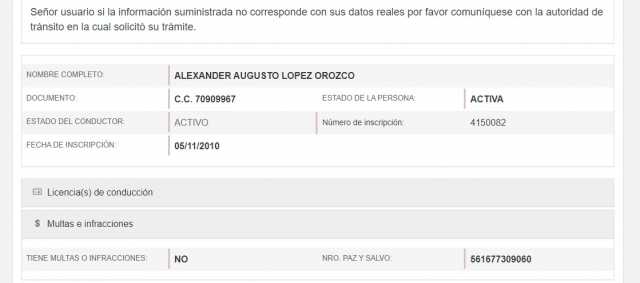 Señor usuario si la información suministrada no corresponde con sus datos reales por favor comuníquese con la autoridad de
tránsito en la cual solicitó su trámite.
NOMBRE COMPLETO: ALEXANDER AUGUSTO LOPEZ OROZCO
DOCUMENTO: C.C. 70909967 ESTADO DE LA PERSONA: ACTIVA
ESTADO DEL CONDUCTOR: ACTIVO Número de inscripción: 4150082
FECHA DE INSCRIPCIÓN 05/11/2010
Licencia(s) de conducción
$ Multas e infracciones
TIENE MULTAS O INFRACCIONES: NO NRO. PAZ Y SALVO: 561677309060